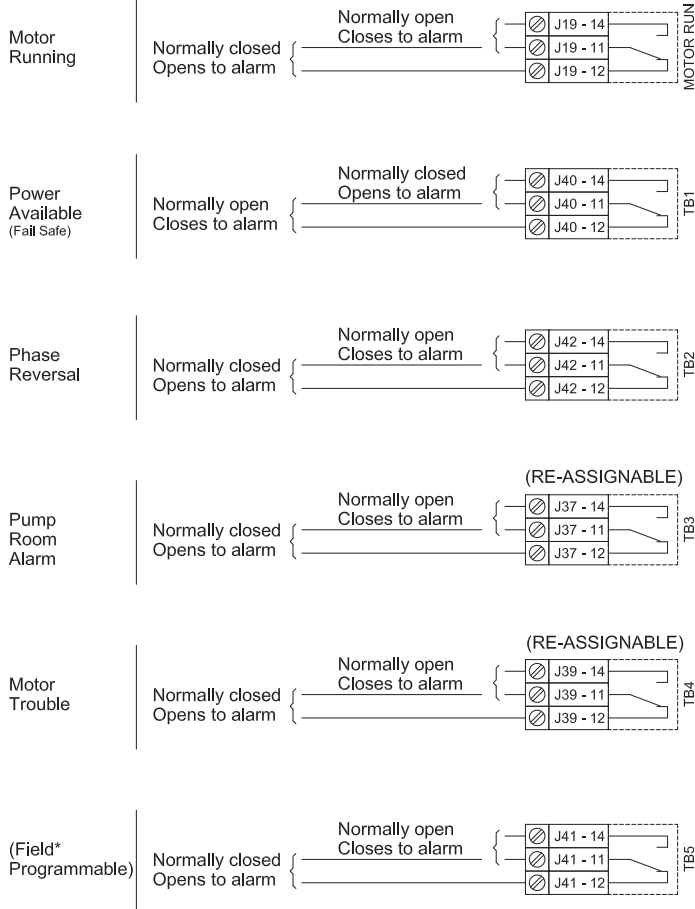 Motor
Running
Normally closed
Opens to alarm
Normally open
Closes to alarm
J19 - 14
J19 - 11
J19 - 12
MOTOR RUN
Power
Available
(Fail Safe)
Normally open
Closes to alarm
Normally closed
Opens to alarm
J40 - 14
J40 - 11
J40 - 12
TB1
Phase
Reversal
Normally closed
Opens to alarm
Normally open
Closes to alarm
J42 - 14
J42 - 11
J42 - 12
TB2
Pump
Room
Alarm
Normally closed
Opens to alarm
Normally open
Closes to alarm
(RE-ASSIGNABLE)
J37 - 14
J37 - 11
J37 - 12
TB3
Motor
Trouble
Normally closed
Opens to alarm
Normally open
Closes to alarm
(RE-ASSIGNABLE)
J39 - 14
J39 - 11
J39 - 12
TB4
(Field*
Programmable)
Normally closed
Opens to alarm
Normally open
Closes to alarm
J41 - 14
J41 - 11
J41 - 12
TB5